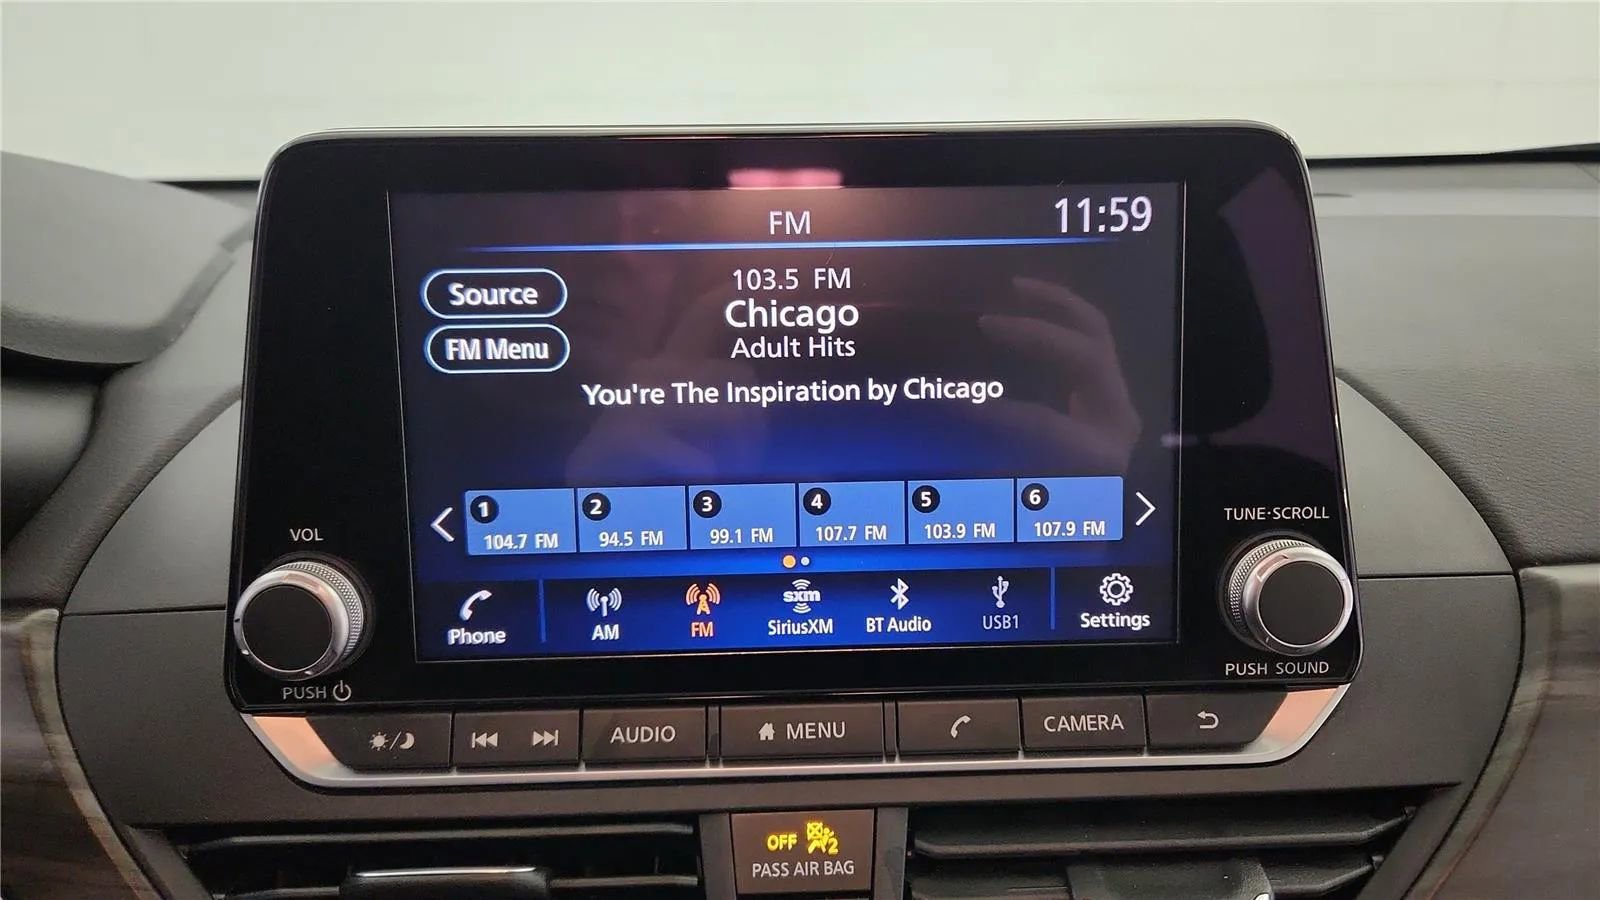 FM
11:59
Source
103.5 FM
Chicago
FM Menu
Adult Hits
You're The Inspiration by Chicago
1
104.7 FM
2
94.5 FM
3
99.1 FM
4
107.7 FM
5
103.9 FM
6
107.9 FM
Phone
AM
FM
sxm
SiriusXM
BT Audio
USB1
Settings
VOL
PUSH
TUNE·SCROLL
PUSH SOUND
AUDIO
MENU
CAMERA
OFF
2
PASS AIR BAG